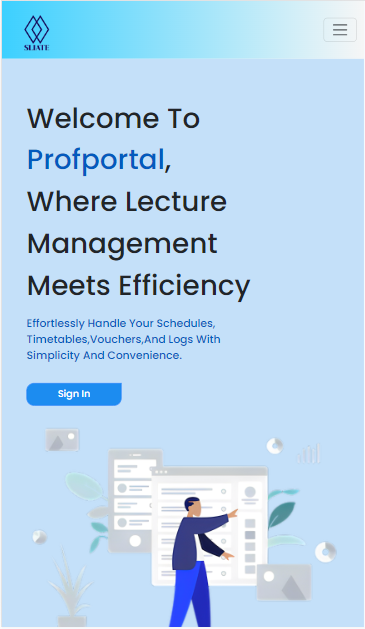 SLIATE
Welcome To
Profportal,
Where Lecture
Management
Meets Efficiency
Effortlessly Handle Your Schedules,
Timetables,Vouchers,And Logs With
Simplicity And Convenience.
Sign In